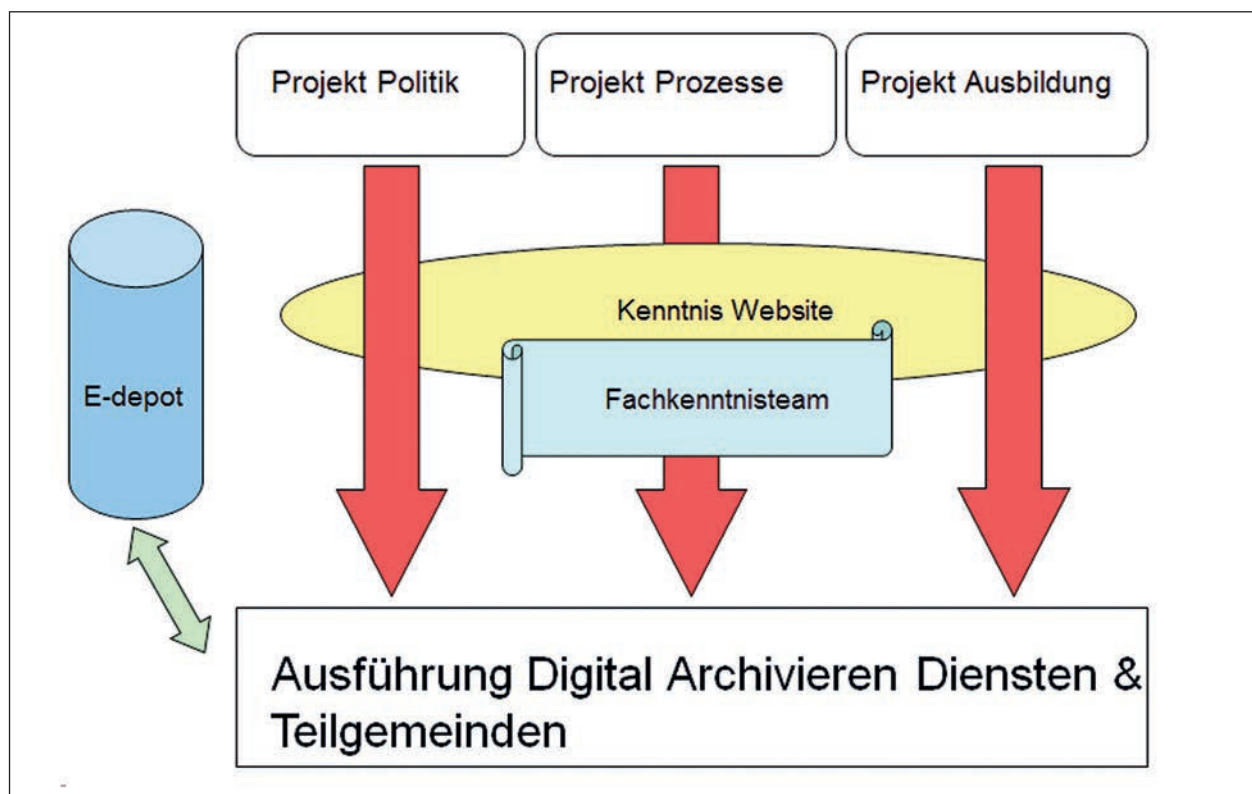 Projekt Politik
Projekt Prozesse
Projekt Ausbildung
Kenntnis Website
Fachkenntnisteam
E-depot
Ausführung Digital Archivieren Diensten &
Teilgemeinden